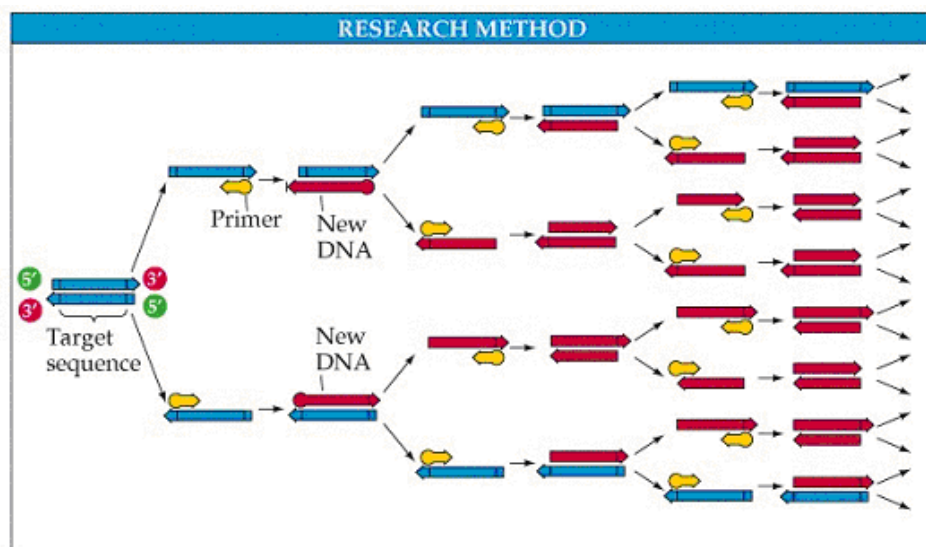 RESEARCH METHOD
Primer
New
DNA
5′ 3′
3′ 5′
Target
sequence
New
DNA